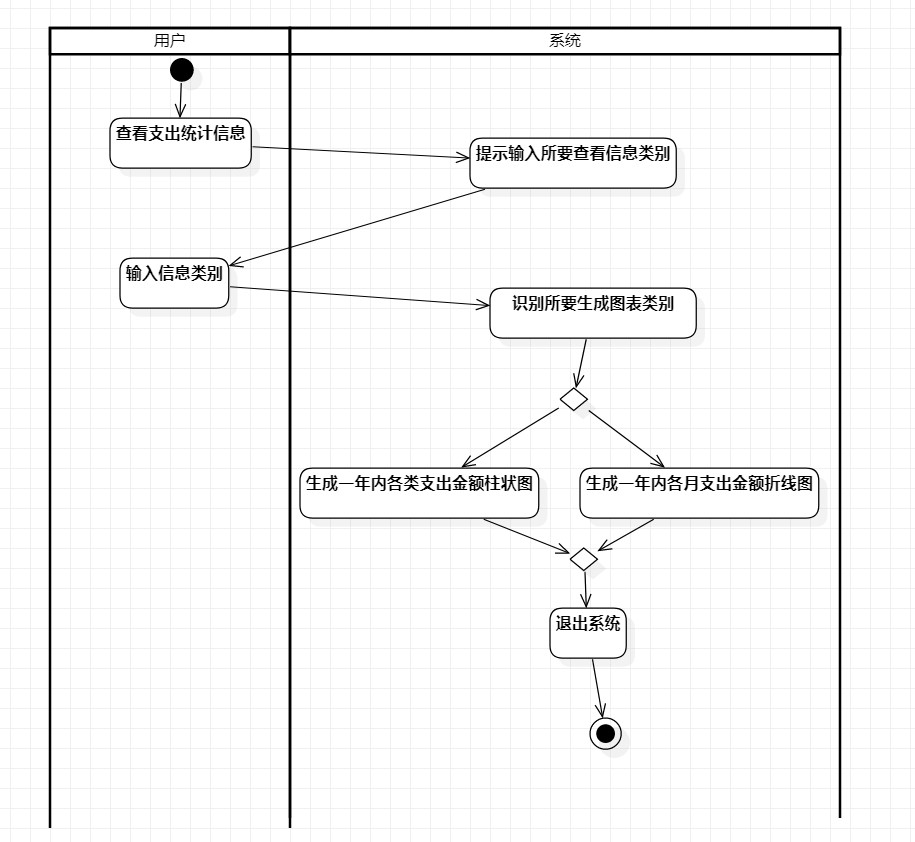 用户
系统
查看支出统计信息
提示输入所要查看信息类别
输入信息类别
识别所要生成图表类别
生成一年内各类支出金额柱状图
生成一年内各月支出金额折线图
退出系统